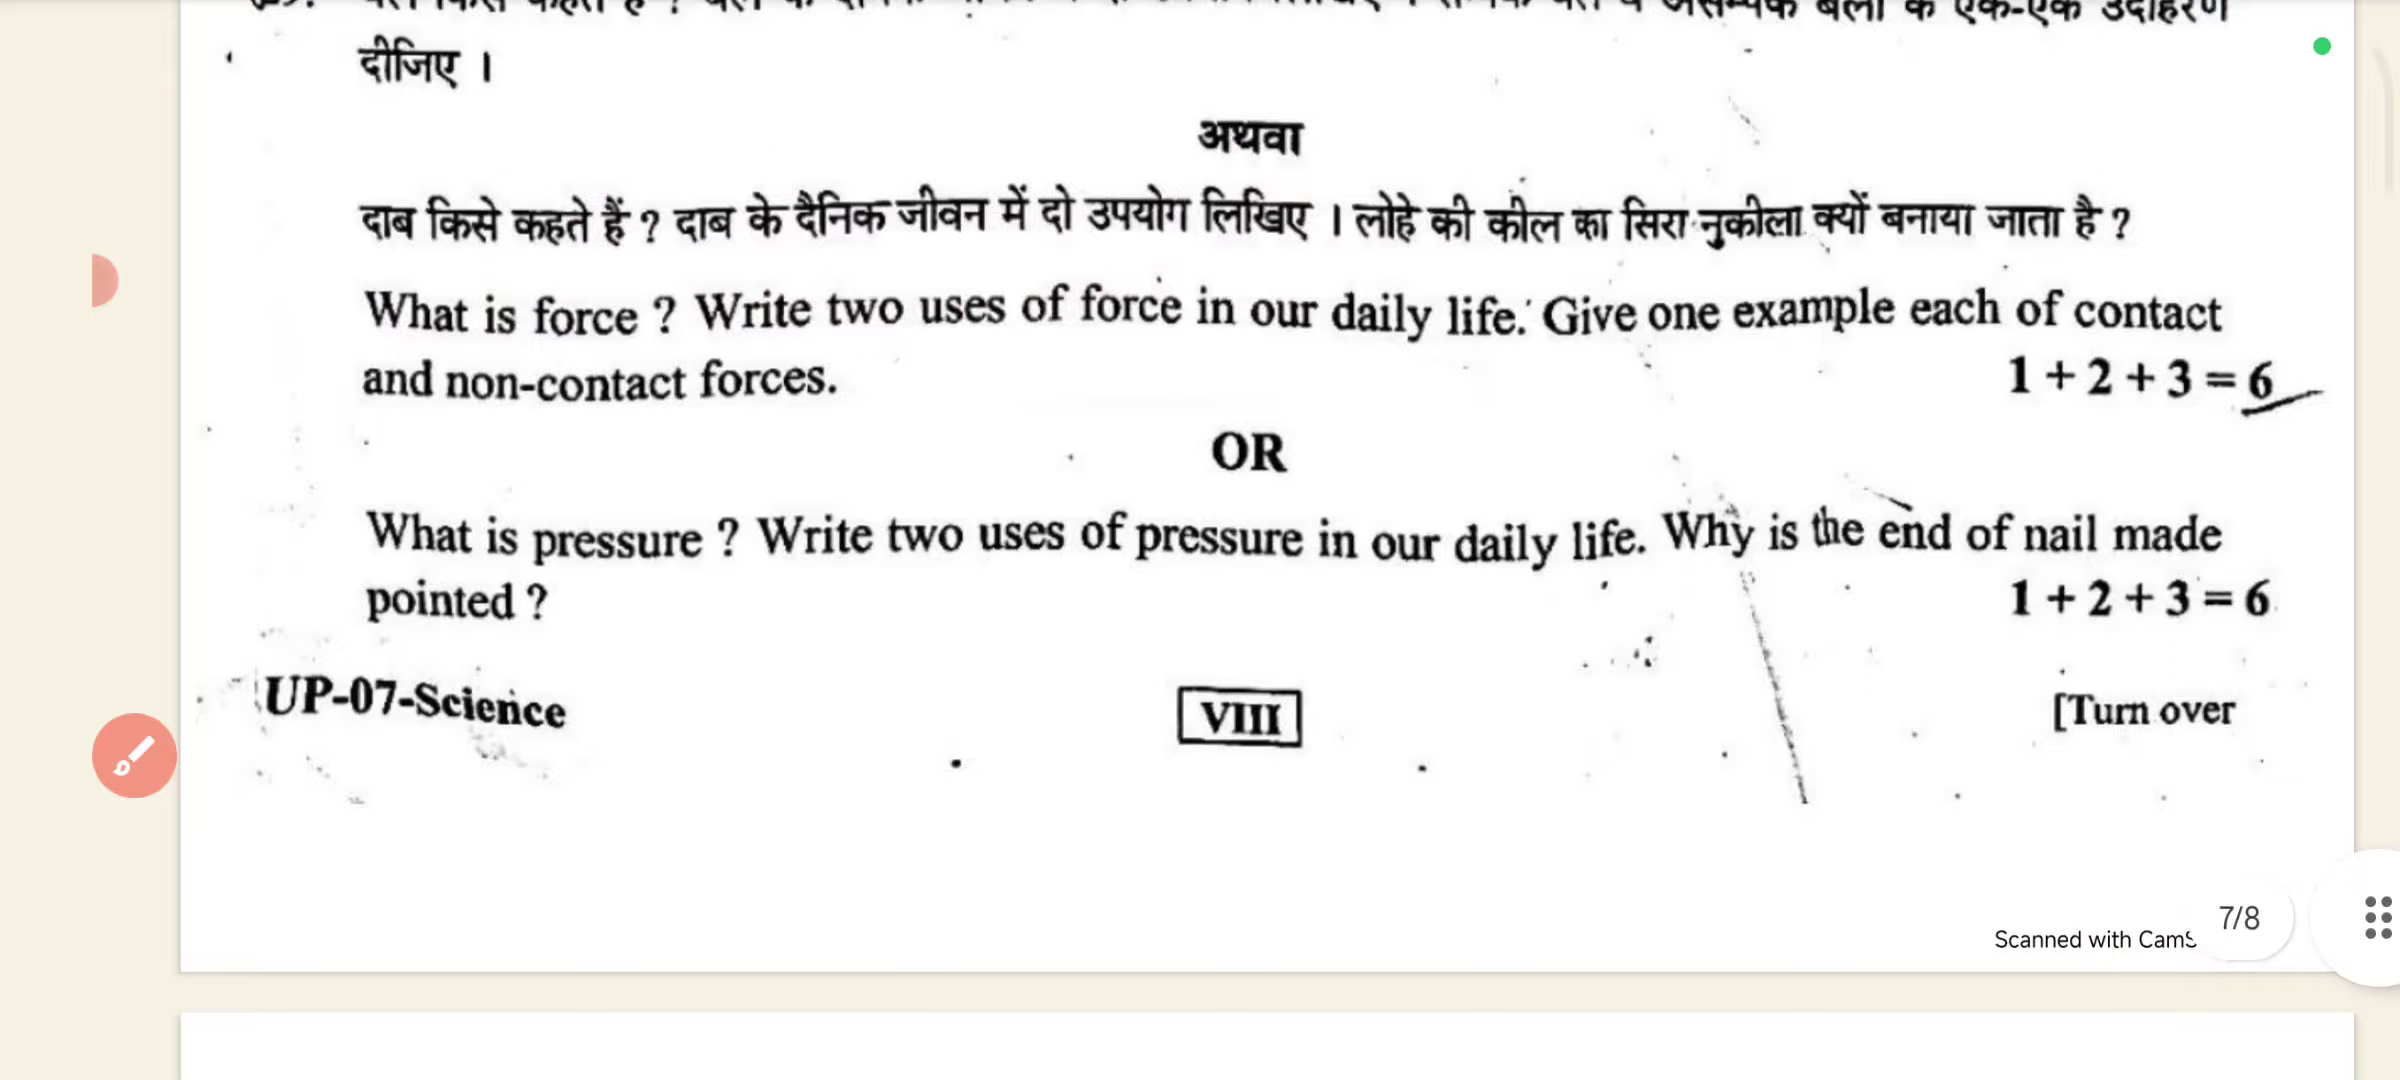 दीजिए ।
अथवा
दाब किसे कहते हैं ? दाब के दैनिक जीवन में दो उपयोग लिखिए । लोहे की कील का सिरा नुकीला क्यों बनाया जाता है ?
What is force ? Write two uses of force in our daily life. Give one example each of contact
and non-contact forces.
1 + 2 + 3 = 6
OR
What is pressure ? Write two uses of pressure in our daily life. Why is the end of nail made
pointed ?
1 + 2 + 3 = 6
UP-07-Science
VIII
[Turn over
7/8
Scanned with Cam